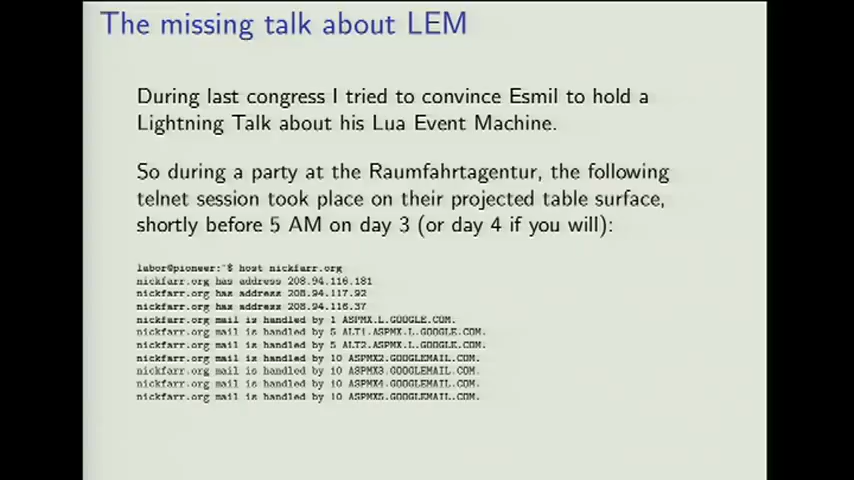 The missing talk about LEM
During last congress I tried to convince Esmil to hold a
Lightning Talk about his Lua Event Machine.
So during a party at the Raumfahrtagentur, the following
telnet session took place on their projected table surface,
shortly before 5 AM on day 3 (or day 4 if you will):
labor@pioneer:~$ host nickfarr.org
nickfarr.org has address 208.94.116.181
nickfarr.org has address 208.94.117.92
nickfarr.org has address 208.94.116.37
nickfarr.org mail is handled by 1 ASPMX.L.GOOGLE.COM.
nickfarr.org mail is handled by 5 ALT1.ASPMX.L.GOOGLE.COM.
nickfarr.org mail is handled by 5 ALT2.ASPMX.L.GOOGLE.COM.
nickfarr.org mail is handled by 10 ASPMX2.GOOGLEMAIL.COM.
nickfarr.org mail is handled by 10 ASPMX3.GOOGLEMAIL.COM.
nickfarr.org mail is handled by 10 ASPMX4.GOOGLEMAIL.COM.
nickfarr.org mail is handled by 10 ASPMX5.GOOGLEMAIL.COM.